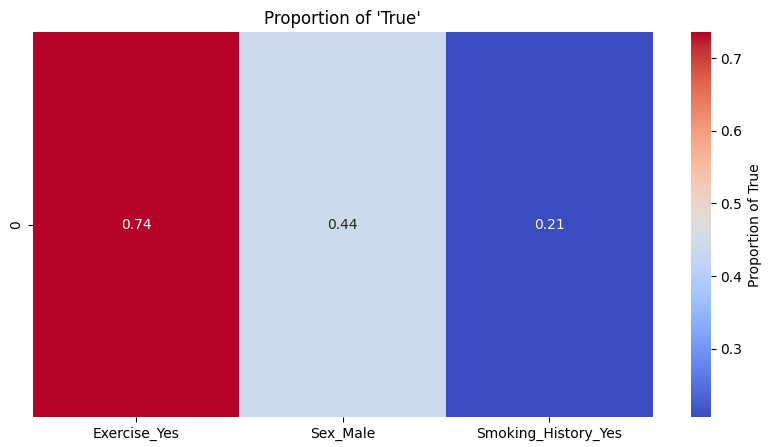 Proportion of 'True'
0
0.74
0.44
0.21
Exercise_Yes
Sex_Male
Smoking_History_Yes
0.7
0.6
0.5
0.4
0.3
Proportion of True